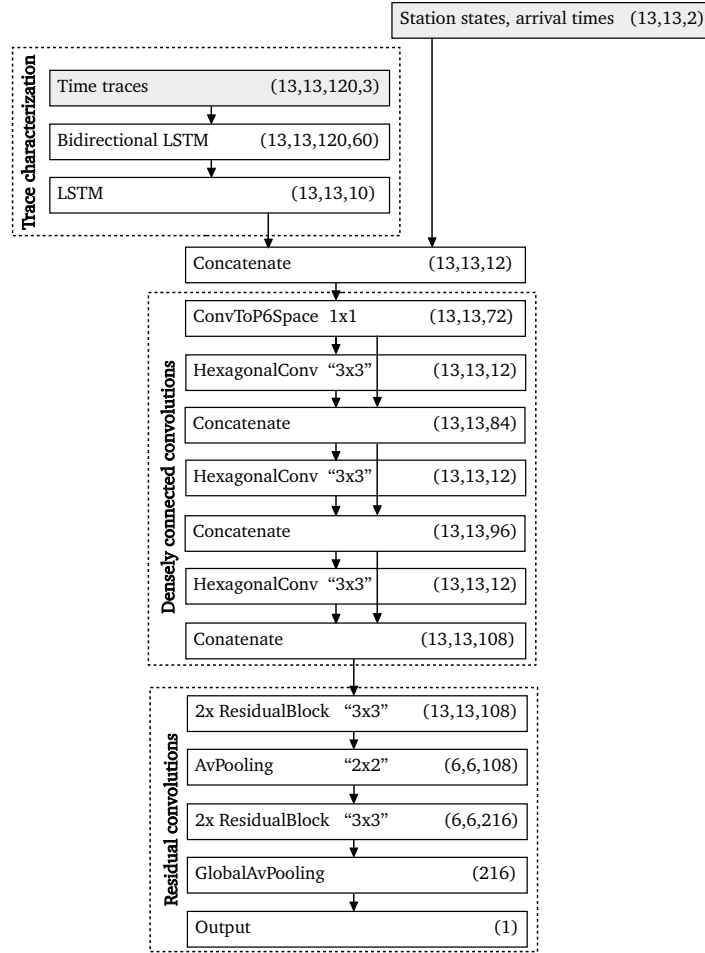 Station states, arrival times (13,13,2)
Trace characterization
Time traces (13,13,120,3)
Bidirectional LSTM (13,13,120,60)
LSTM (13,13,10)
Concatenate (13,13,12)
Densely connected convolutions
ConvToP6Space 1x1 (13,13,72)
HexagonalConv “3x3” (13,13,12)
Concatenate (13,13,84)
HexagonalConv “3x3” (13,13,12)
Concatenate (13,13,96)
HexagonalConv “3x3” (13,13,12)
Conatenate (13,13,108)
Residual convolutions
2x ResidualBlock “3x3” (13,13,108)
AvPooling “2x2” (6,6,108)
2x ResidualBlock “3x3” (6,6,216)
GlobalAvPooling (216)
Output (1)